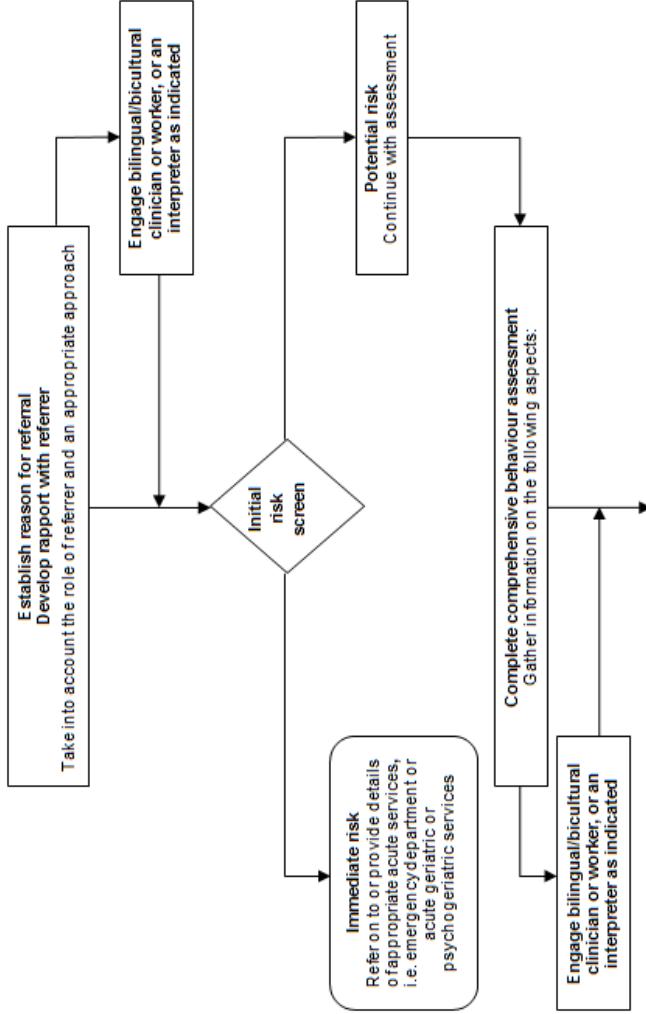 Establish reason for referral
Develop rapport with referrer
Take into account the role of referrer and an appropriate approach
Engage bilingual/bicultural
clinician or worker, or an
interpreter as indicated
Initial
risk
screen
Immediate risk
Refer on to or provide details
of appropriate acute services,
i.e. emergency department or
acute geriatric or
psychogeriatric services
Potential risk
Continue with assessment
Complete comprehensive behaviour assessment
Gather information on the following aspects:
Engage bilingual/bicultural
clinician or worker, or an
interpreter as indicated